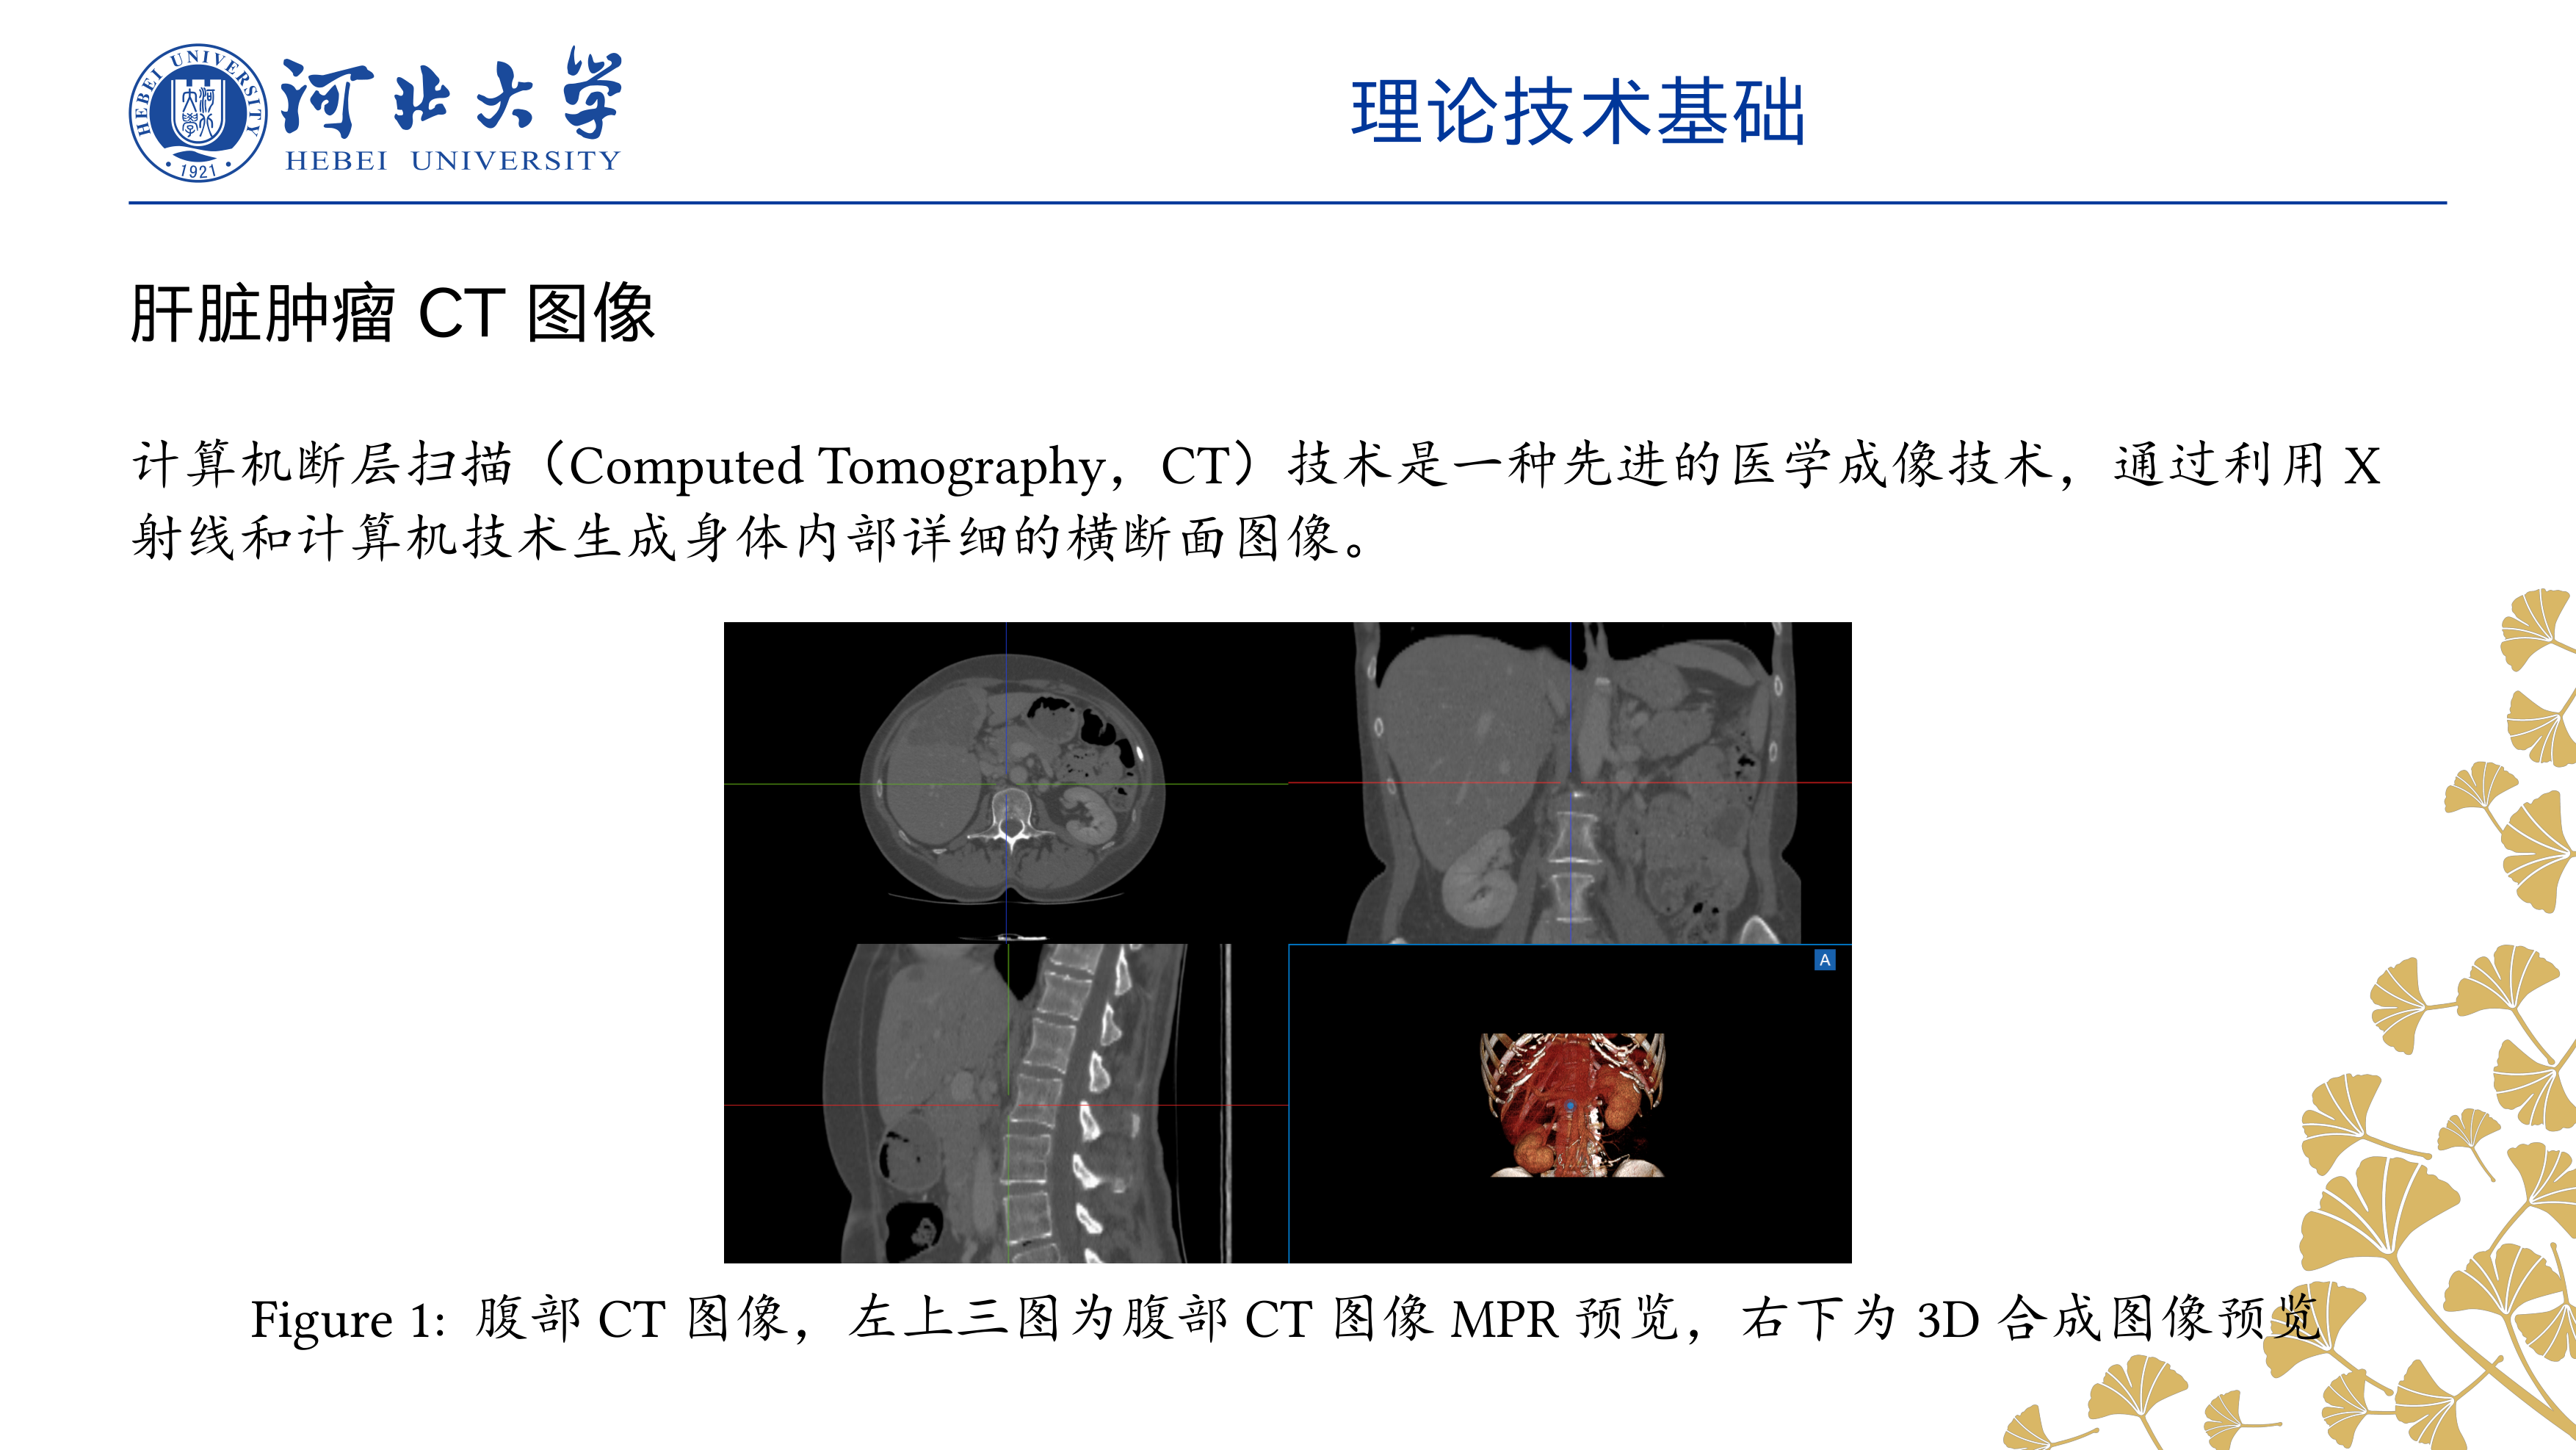 HEBEI UNIVERSITY
1921
河北大学
HEBEI UNIVERSITY
理论技术基础
肝脏肿瘤 CT 图像
计算机断层扫描（Computed Tomography，CT）技术是一种先进的医学成像技术，通过利用 X
射线和计算机技术生成身体内部详细的横断面图像。
A
Figure 1: 腹部 CT 图像，左上三图为腹部 CT 图像 MPR 预览，右下为 3D 合成图像预览